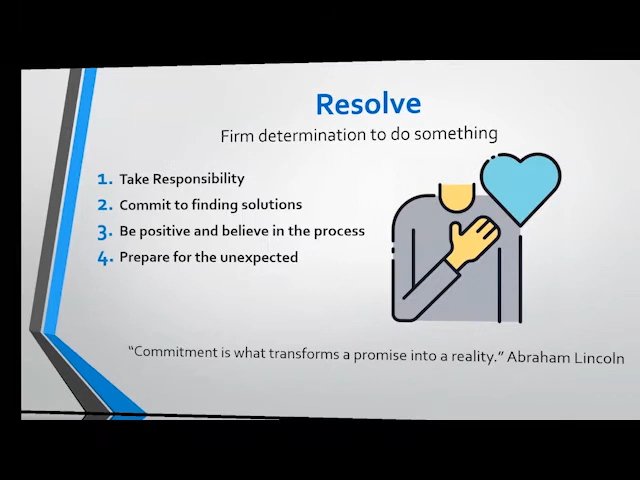 Resolve
Firm determination to do something
1. Take Responsibility
2. Commit to finding solutions
3. Be positive and believe in the process
4. Prepare for the unexpected
“Commitment is what transforms a promise into a reality.” Abraham Lincoln